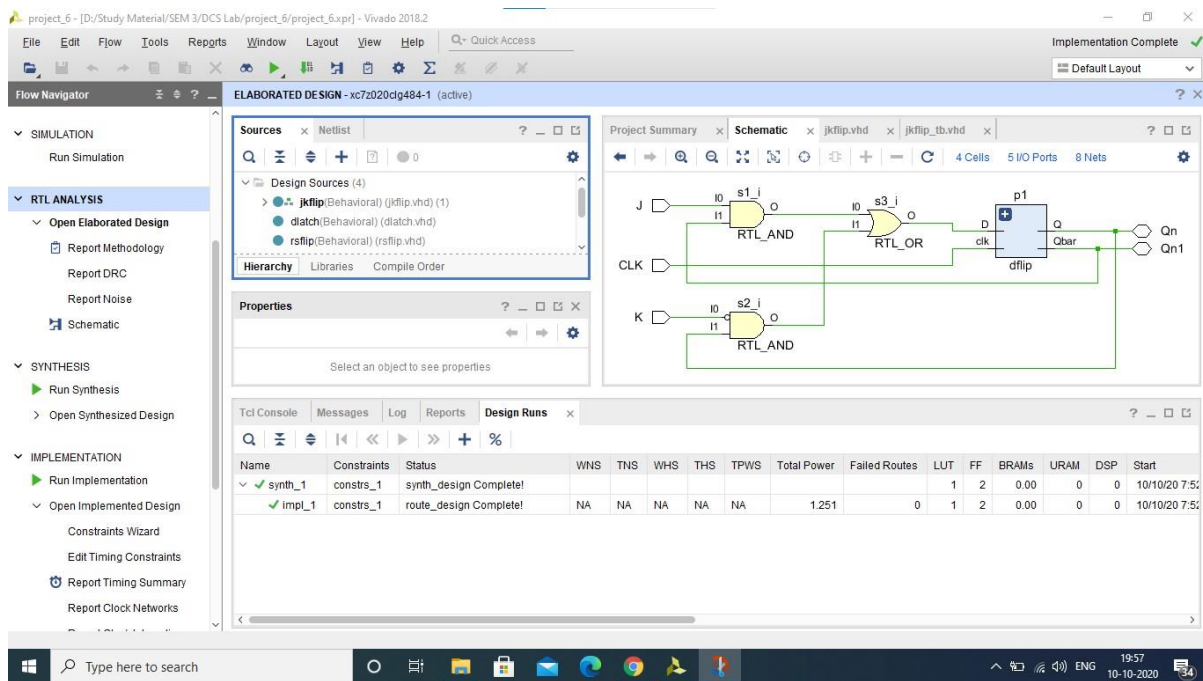 project_6 - [D:/Study Material/SEM 3/DCS Lab/project_6/project_6.xpr] - Vivado 2018.2
File Edit Flow Tools Reports Window Layout View Help Quick Access
Implementation Complete
Default Layout
Flow Navigator
SIMULATION
Run Simulation
RTL ANALYSIS
Open Elaborated Design
Report Methodology
Report DRC
Report Noise
Schematic
SYNTHESIS
Run Synthesis
Open Synthesized Design
IMPLEMENTATION
Run Implementation
Open Implemented Design
Constraints Wizard
Edit Timing Constraints
Report Timing Summary
Report Clock Networks
ELABORATED DESIGN - xc7z020clg484-1 (active)
Sources Netlist
0
Design Sources (4)
jkflip(Behavioral) (jkflip.vhd) (1)
dlatch(Behavioral) (dlatch.vhd)
rsflip(Behavioral) (rsflip.vhd)
Hierarchy Libraries Compile Order
Properties
Select an object to see properties
Project Summary Schematic jkflip.vhd jkflip_tb.vhd
4 Cells 5 I/O Ports 8 Nets
J
CLK
K
I0 s1_i
I1 O
RTL_AND
I0 s3_i
I1 O
RTL_OR
I0 s2_i
I1 O
RTL_AND
p1
D Q
clk Qbar
dflip
Qn
Qn1
Tcl Console Messages Log Reports Design Runs
Name Constraints Status WNS TNS WHS THS TPWS Total Power Failed Routes LUT FF BRAMs URAM DSP Start
synth_1 constrs_1 synth_design Complete! 1 2 0.00 0 0 10/10/20 7:52
impl_1 constrs_1 route_design Complete! NA NA NA NA NA 1.251 0 1 2 0.00 0 0 10/10/20 7:52
Type here to search
ENG
19:57
10-10-2020
34